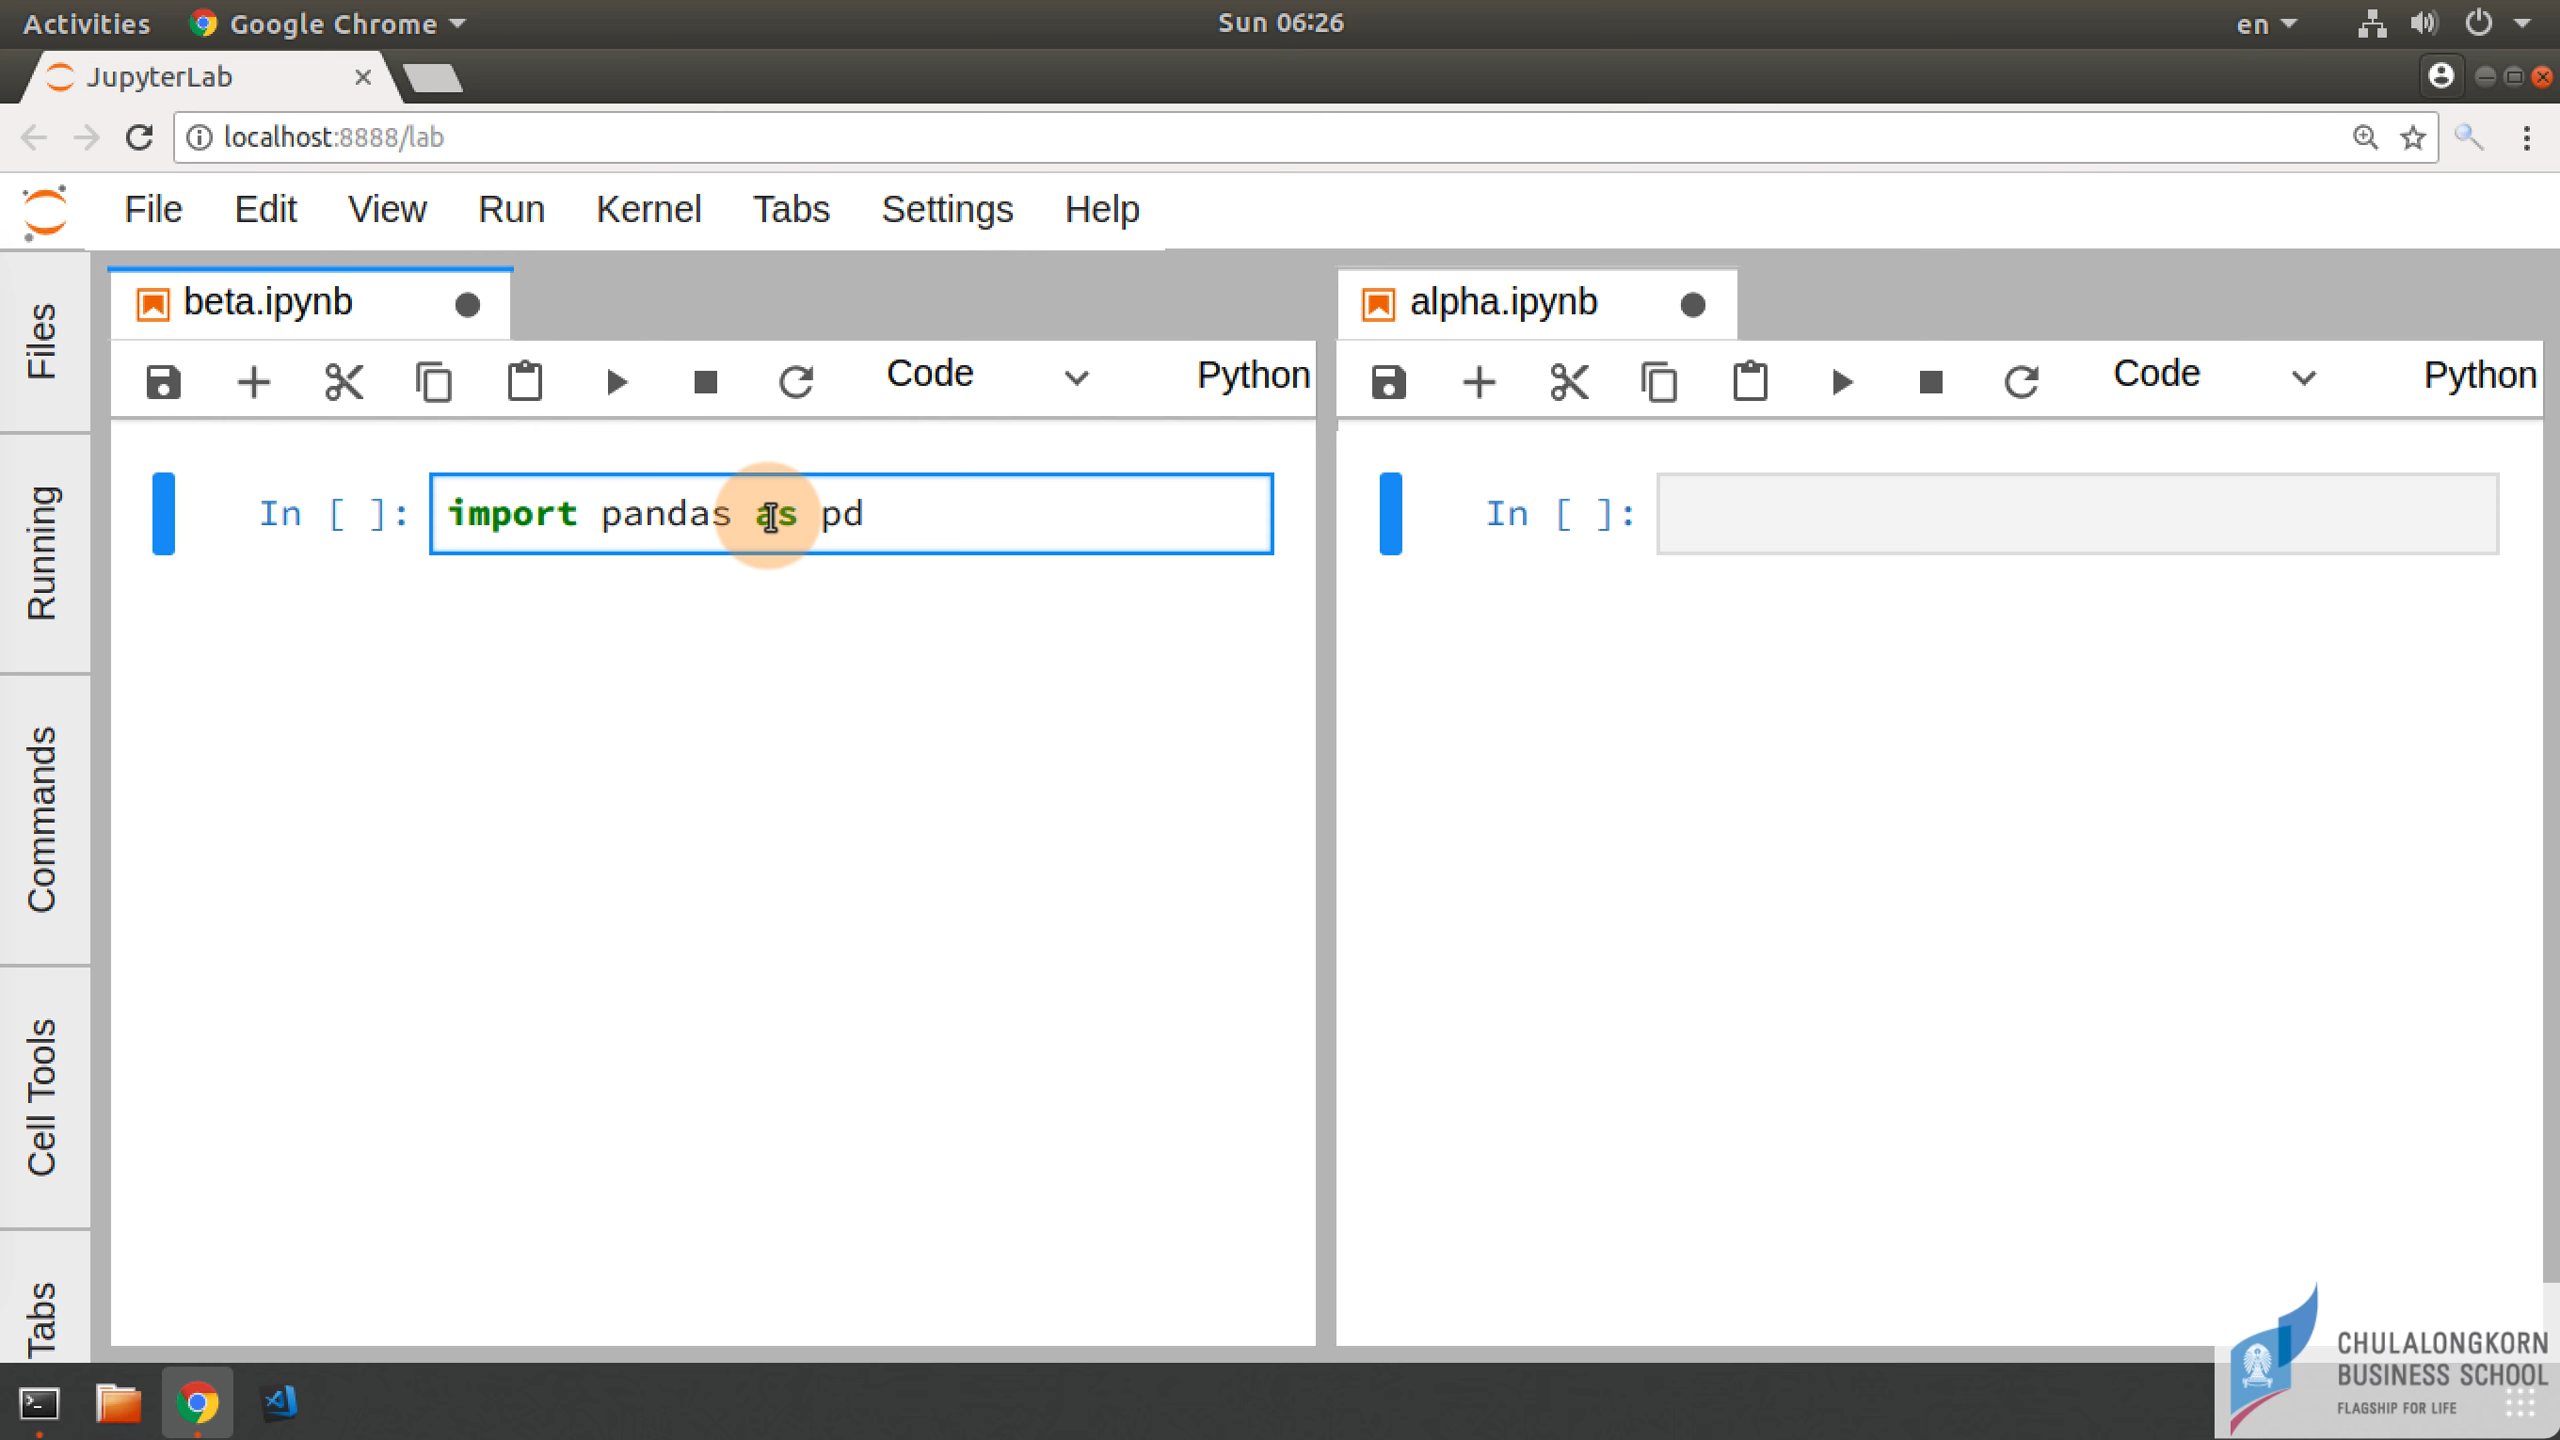 Activities Google Chrome Sun 06:26 en
JupyterLab
localhost:8888/lab
File Edit View Run Kernel Tabs Settings Help
Files
Running
Commands
Cell Tools
Tabs
beta.ipynb
Code Python
In [ ]: import pandas as pd
alpha.ipynb
Code Python
In [ ]:
CHULALONGKORN
BUSINESS SCHOOL
FLAGSHIP FOR LIFE